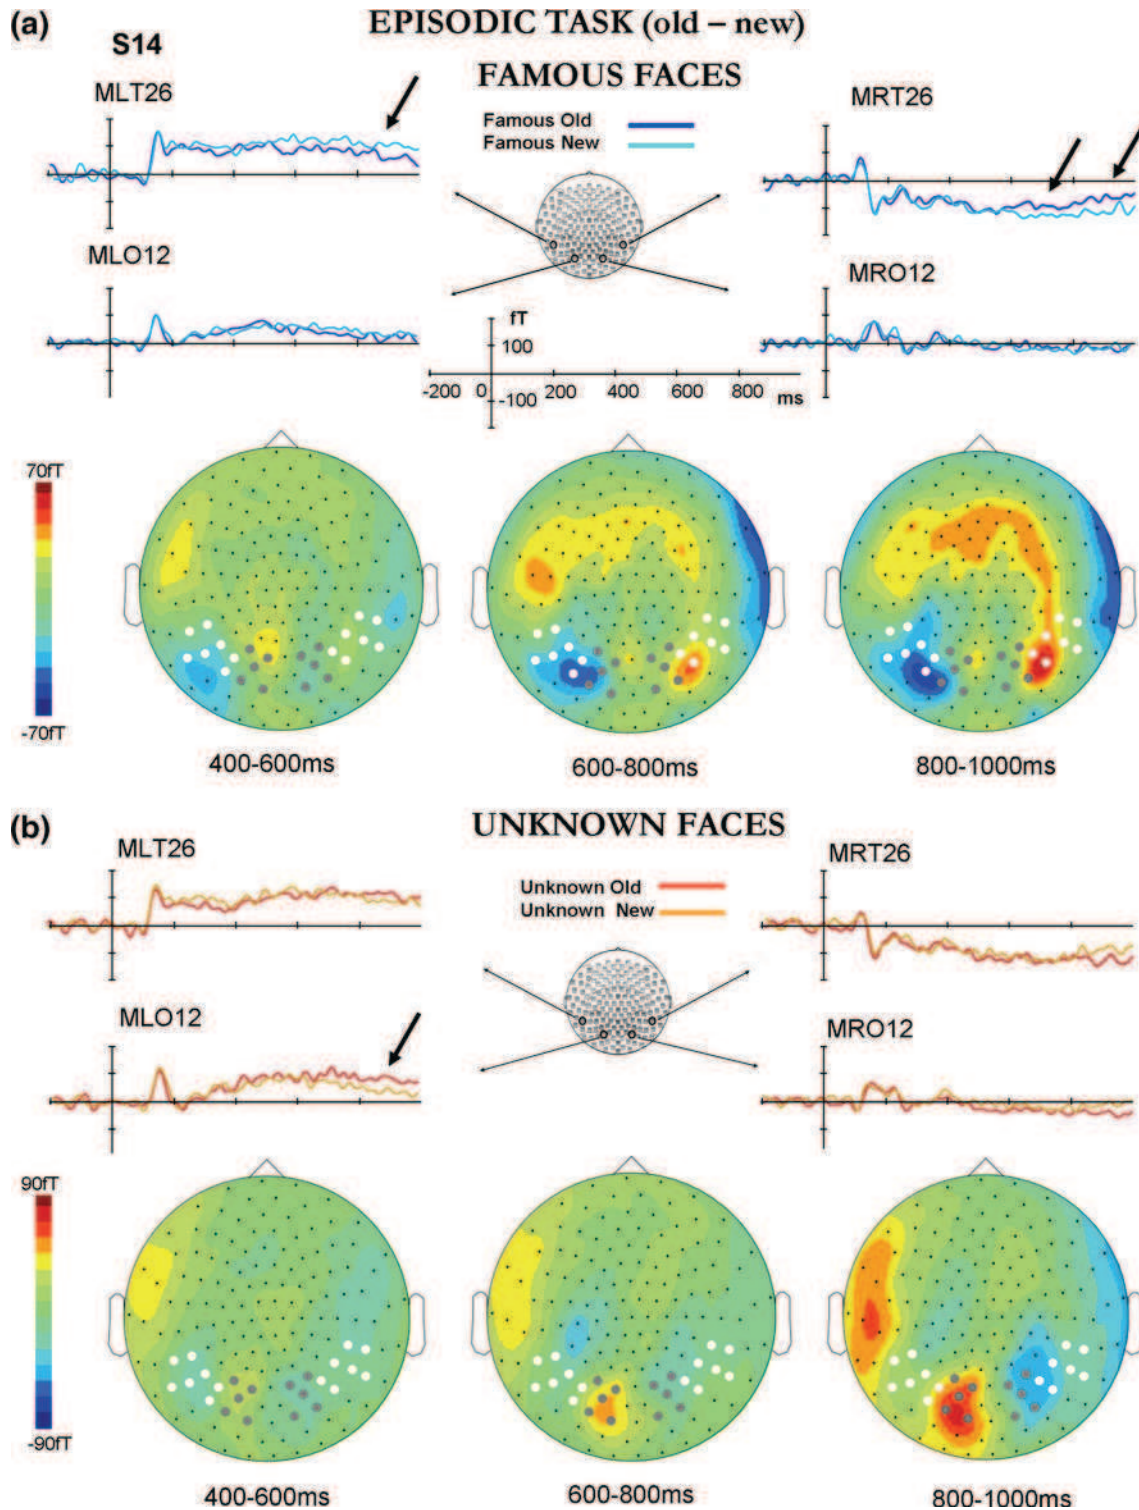 (a)
EPISODIC TASK (old – new)
S14
FAMOUS FACES
MLT26
MRT26
Famous Old
Famous New
MLO12
MRO12
fT
100
-200 0 200 400 600 800 ms
-100
70fT
-70fT
400-600ms
600-800ms
800-1000ms
(b)
UNKNOWN FACES
MLT26
MRT26
Unknown Old
Unknown New
MLO12
MRO12
90fT
-90fT
400-600ms
600-800ms
800-1000ms